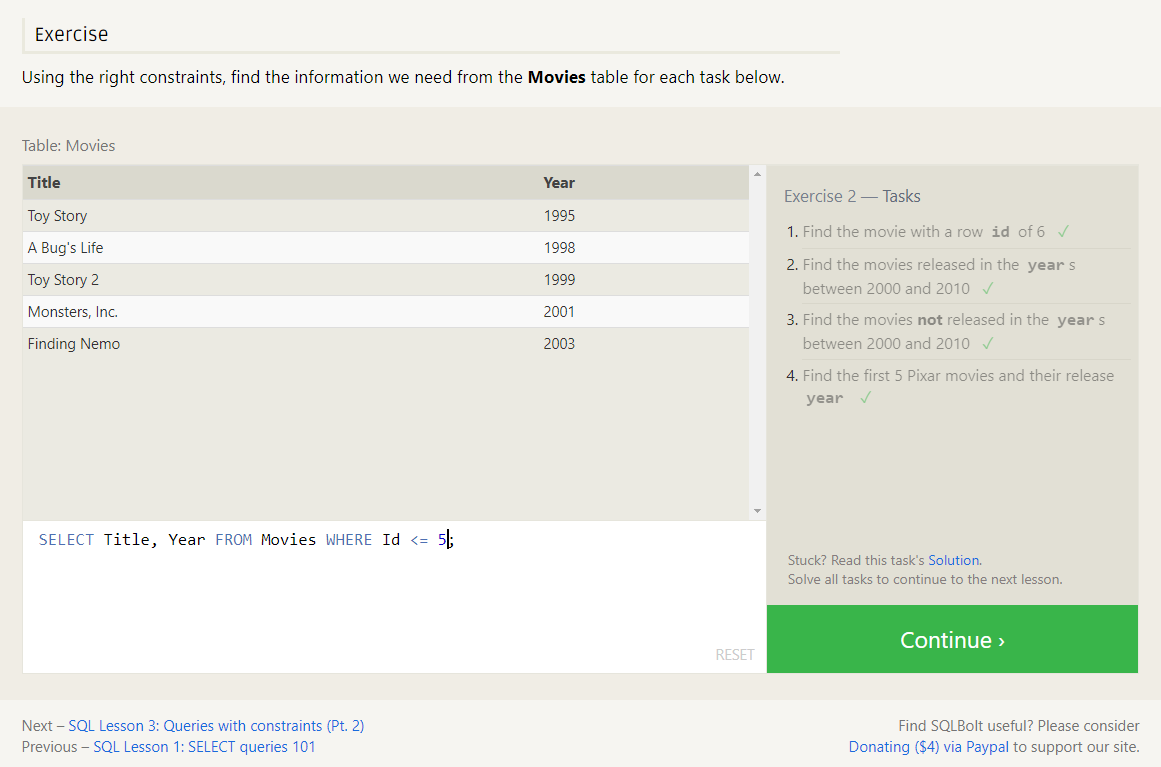 Exercise
Using the right constraints, find the information we need from the Movies table for each task below.
Table: Movies
Title Year
Toy Story 1995
A Bug's Life 1998
Toy Story 2 1999
Monsters, Inc. 2001
Finding Nemo 2003
SELECT Title, Year FROM Movies WHERE Id <= 5;
RESET
Exercise 2 — Tasks
1. Find the movie with a row id of 6 ✓
2. Find the movies released in the year s
between 2000 and 2010 ✓
3. Find the movies not released in the year s
between 2000 and 2010 ✓
4. Find the first 5 Pixar movies and their release
year ✓
Stuck? Read this task's Solution.
Solve all tasks to continue to the next lesson.
Continue ›
Next – SQL Lesson 3: Queries with constraints (Pt. 2)
Previous – SQL Lesson 1: SELECT queries 101
Find SQLBolt useful? Please consider
Donating ($4) via Paypal to support our site.